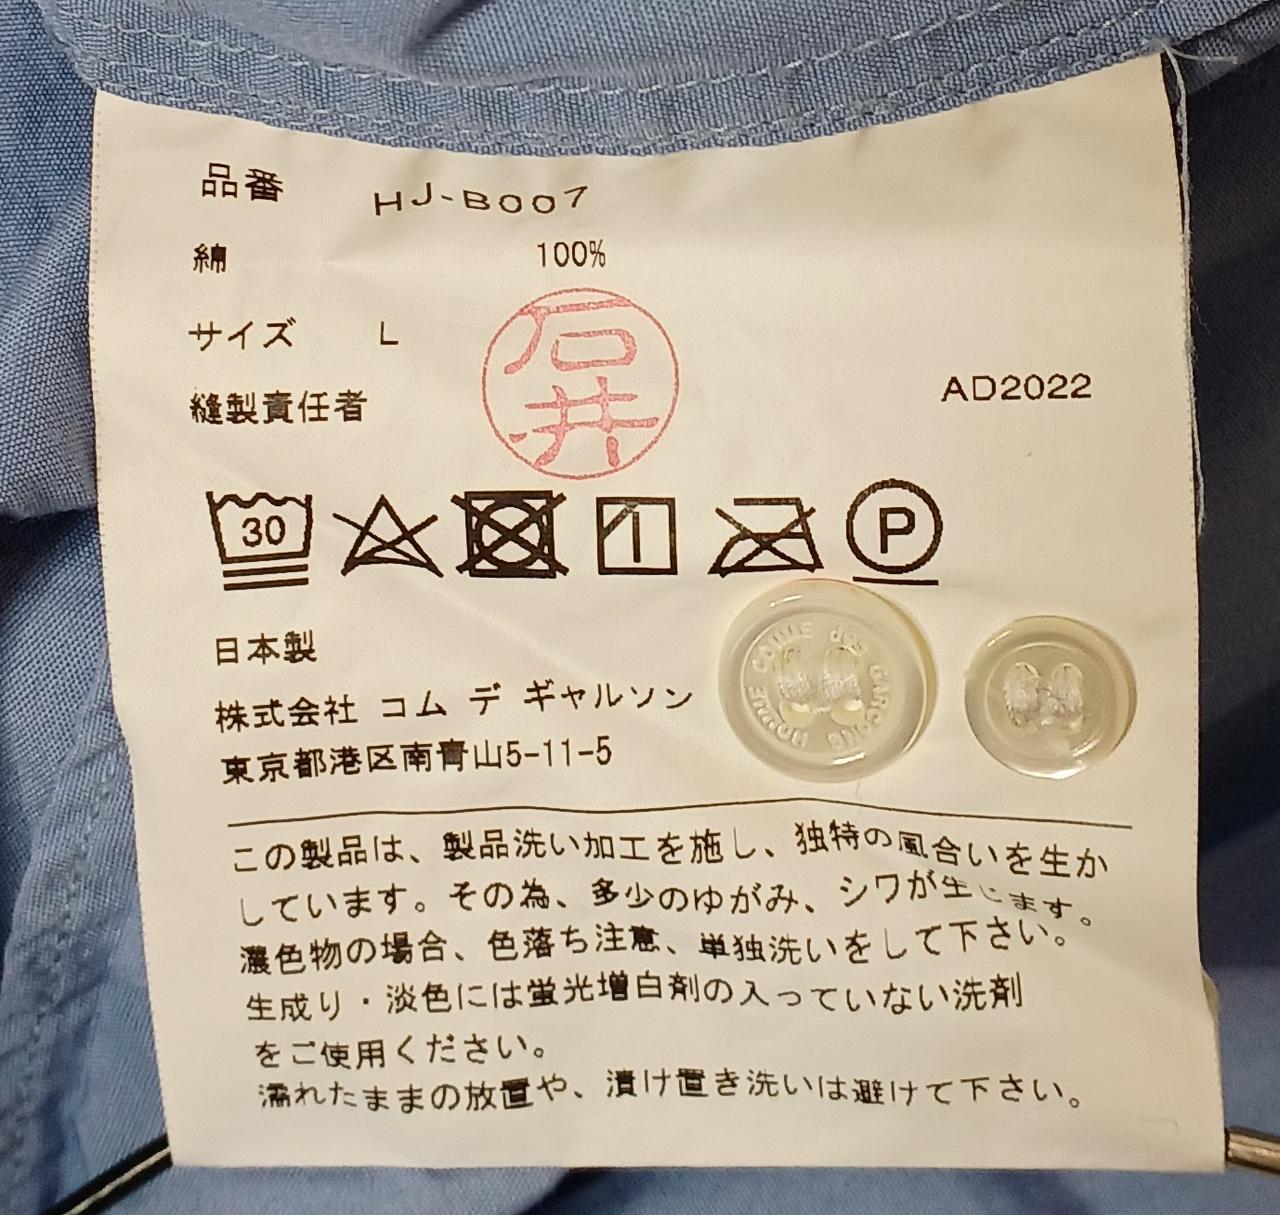 品番 HJ-B007
綿 100%
サイズ L
石井
縫製責任者
AD2022
30
P
日本製
株式会社 コム デ ギャルソン
東京都港区南青山5-11-5
COMME des GARCONS HOMME
この製品は、製品洗い加工を施し、独特の風合いを生か
しています。その為、多少のゆがみ、シワが生じます。
濃色物の場合、色落ち注意、単独洗いをして下さい。
生成り・淡色には蛍光増白剤の入っていない洗剤
をご使用ください。
濡れたままの放置や、漬け置き洗いは避けて下さい。